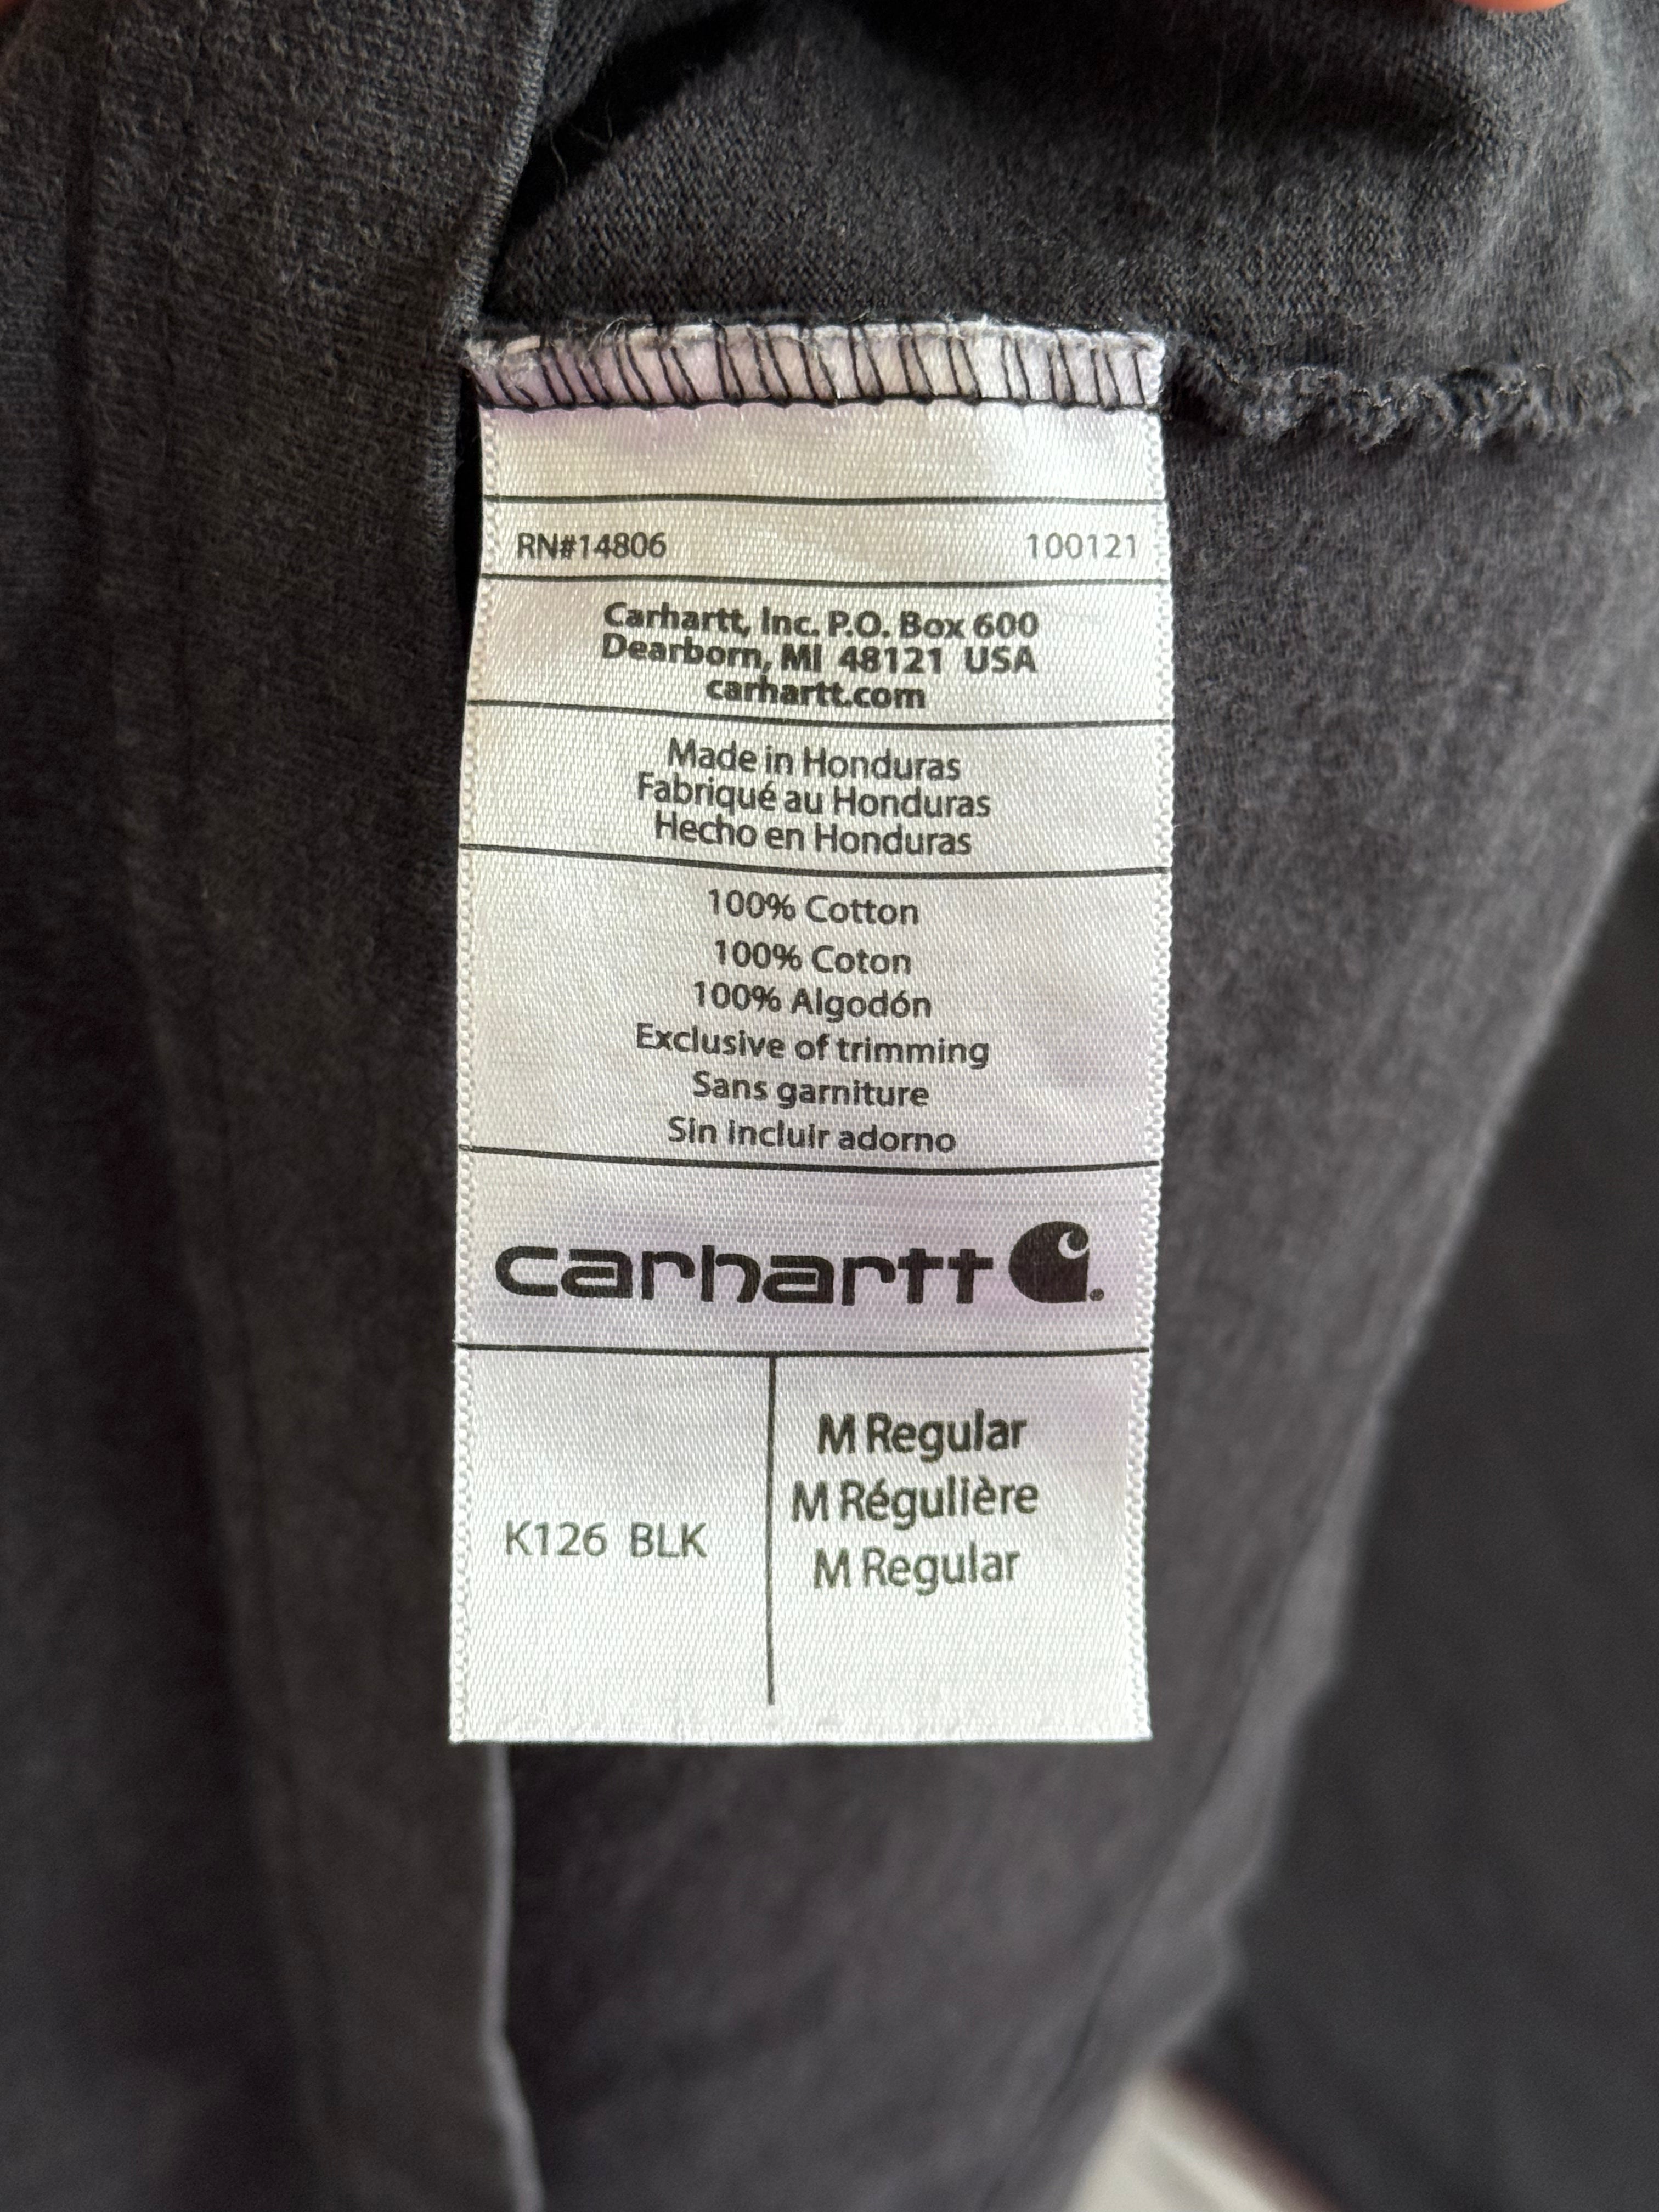 RN#14806 100121
Carhartt, Inc. P.O. Box 600
Dearborn, MI 48121 USA
carhartt.com
Made in Honduras
Fabriqué au Honduras
Hecho en Honduras
100% Cotton
100% Coton
100% Algodón
Exclusive of trimming
Sans garniture
Sin incluir adorno
carhartt
M Regular
M Régulière
K126 BLK
M Regular